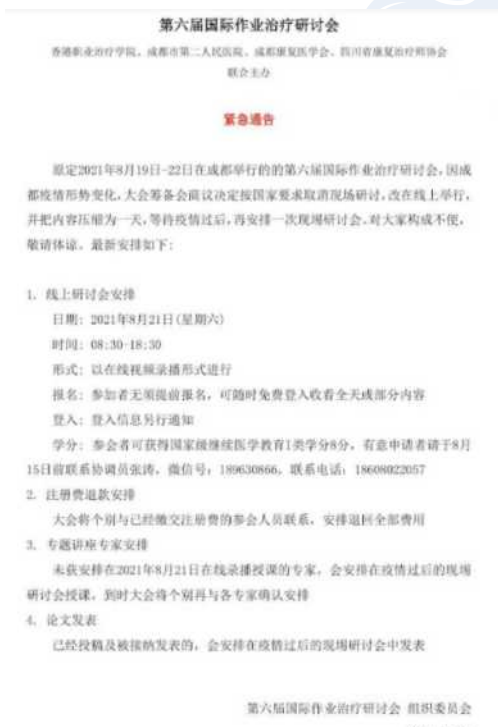 第六届国际作业治疗研讨会
香港职业治疗学院、成都市第二人民医院、成都康复医学会、四川省康复治疗师协会
联合主办
紧急通告
原定2021年8月19日-22日在成都举行的的第六届国际作业治疗研讨会,因成
都疫情形势变化,大会筹备会商议决定按国家要求取消现场研讨,改在线上举行,
并把内容压缩为一天,等待疫情过后,再安排一次现场研讨会,对大家构成不便,
敬请体谅。最新安排如下:
1. 线上研讨会安排
日期: 2021年8月21日(星期六)
时间: 08:30-18:30
形式: 以在线视频录播形式进行
报名: 参加者无须提前报名, 可随时免费登入收看全天或部分内容
登入: 登入信息另行通知
学分: 参会者可获得国家级继续医学教育I类学分8分, 有意申请者请于8月
15日前联系协调员张涛, 微信号: 189630866, 联系电话: 18608022057
2. 注册费退款安排
大会将个别与已经缴交注册费的参会人员联系, 安排退回全部费用
3. 专题讲座专家安排
未获安排在2021年8月21日在线录播授课的专家, 会安排在疫情过后的现场
研讨会授课, 到时大会将个别再与各专家确认安排
4. 论文发表
已经投稿及被接纳发表的, 会安排在疫情过后的现场研讨会中发表
第六届国际作业治疗研讨会 组织委员会